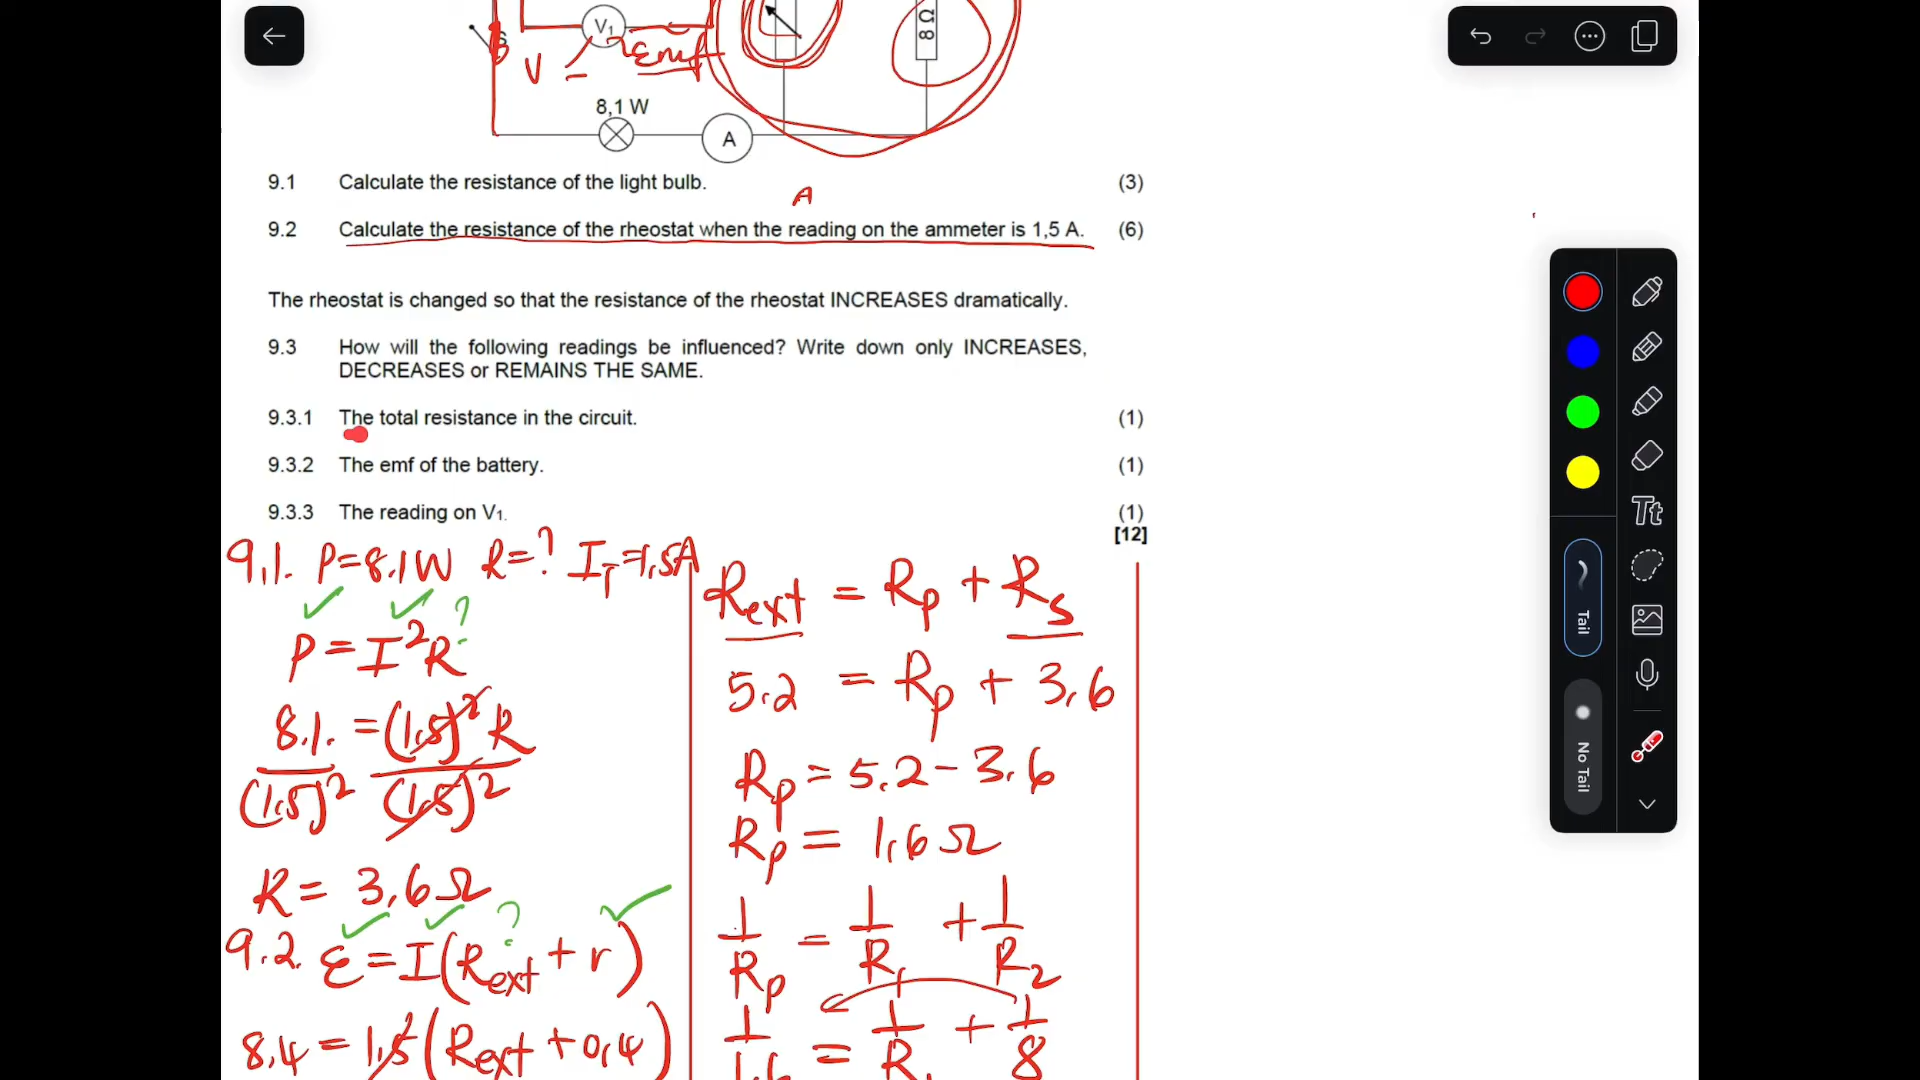 S
V₁
8 Ω
V = Emf
8,1 W
A
9.1 Calculate the resistance of the light bulb. (3)
A
9.2 Calculate the resistance of the rheostat when the reading on the ammeter is 1,5 A. (6)
The rheostat is changed so that the resistance of the rheostat INCREASES dramatically.
9.3 How will the following readings be influenced? Write down only INCREASES,
DECREASES or REMAINS THE SAME.
9.3.1 The total resistance in the circuit. (1)
9.3.2 The emf of the battery. (1)
9.3.3 The reading on V₁. (1)
[12]
9.1. P=8.1W R=? I_T=1.5A
?
P=I²R
8.1. = (1.5)² R
(1.5)² (1.5)²
R = 3.6Ω
?
9.2. ε=I(Rext + r)
8.4 = 1.5(Rext + 0.4)
Rext = Rp + Rs
5.2 = Rp + 3.6
Rp = 5.2 - 3.6
Rp = 1.6Ω
1/Rp = 1/R₁ + 1/R₂
1/1.6 = 1/R₁ + 1/8
Tt
Tail
No Tail